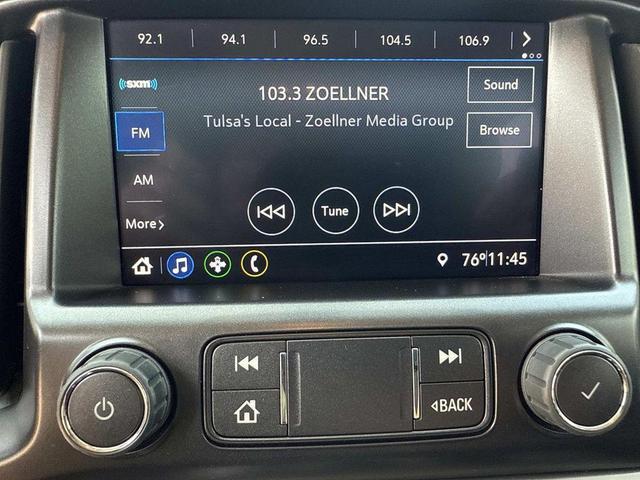 92.1 94.1 96.5 104.5 106.9
((sxm))
103.3 ZOELLNER
Sound
Tulsa's Local - Zoellner Media Group
FM
Browse
AM
Tune
More
76° 11:45
BACK